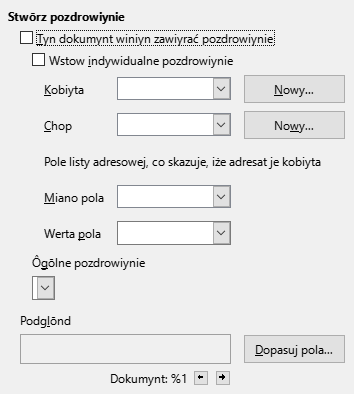 Stwōrz pozdrowiynie
Tyn dokumynt winiyn zawiyrać pozdrowiynie
Wstow indywidualne pozdrowiynie
Kobiyta
Nowy...
Chop
Nowy...
Pole listy adresowej, co skazuje, iże adresat je kobiyta
Miano pola
Werta pola
Ôgōlne pozdrowiynie
Podglōnd
Dopasuj pola...
Dokumynt: %1